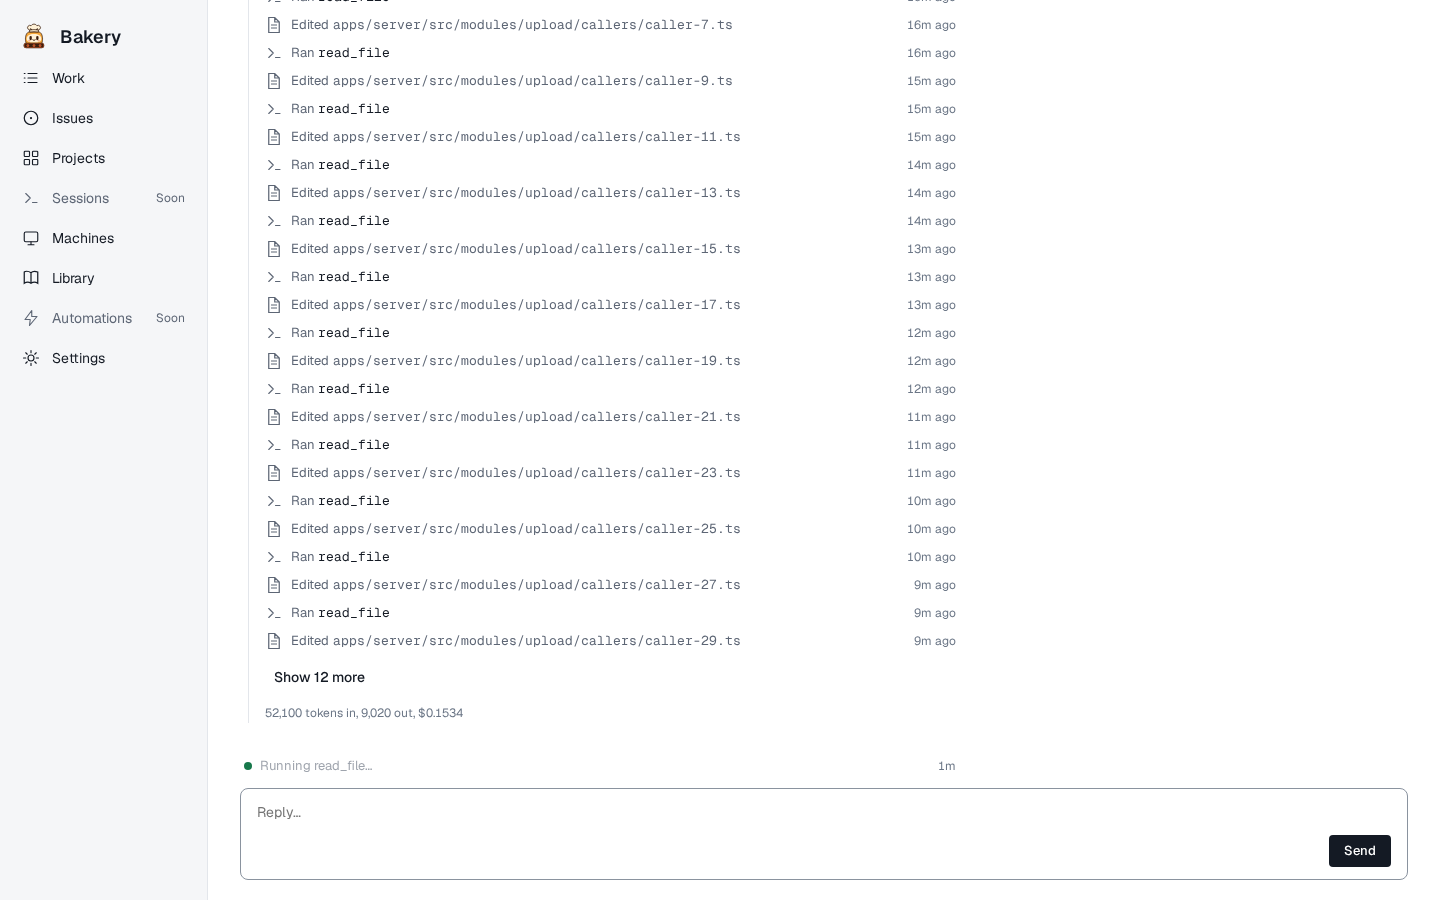 Bakery
Work
Issues
Projects
Sessions Soon
Machines
Library
Automations Soon
Settings
Edited apps/server/src/modules/upload/callers/caller-7.ts 16m ago
Ran read_file 16m ago
Edited apps/server/src/modules/upload/callers/caller-9.ts 15m ago
Ran read_file 15m ago
Edited apps/server/src/modules/upload/callers/caller-11.ts 15m ago
Ran read_file 14m ago
Edited apps/server/src/modules/upload/callers/caller-13.ts 14m ago
Ran read_file 14m ago
Edited apps/server/src/modules/upload/callers/caller-15.ts 13m ago
Ran read_file 13m ago
Edited apps/server/src/modules/upload/callers/caller-17.ts 13m ago
Ran read_file 12m ago
Edited apps/server/src/modules/upload/callers/caller-19.ts 12m ago
Ran read_file 12m ago
Edited apps/server/src/modules/upload/callers/caller-21.ts 11m ago
Ran read_file 11m ago
Edited apps/server/src/modules/upload/callers/caller-23.ts 11m ago
Ran read_file 10m ago
Edited apps/server/src/modules/upload/callers/caller-25.ts 10m ago
Ran read_file 10m ago
Edited apps/server/src/modules/upload/callers/caller-27.ts 9m ago
Ran read_file 9m ago
Edited apps/server/src/modules/upload/callers/caller-29.ts 9m ago
Show 12 more
52,100 tokens in, 9,020 out, $0.1534
Running read_file… 1m
Reply…
Send